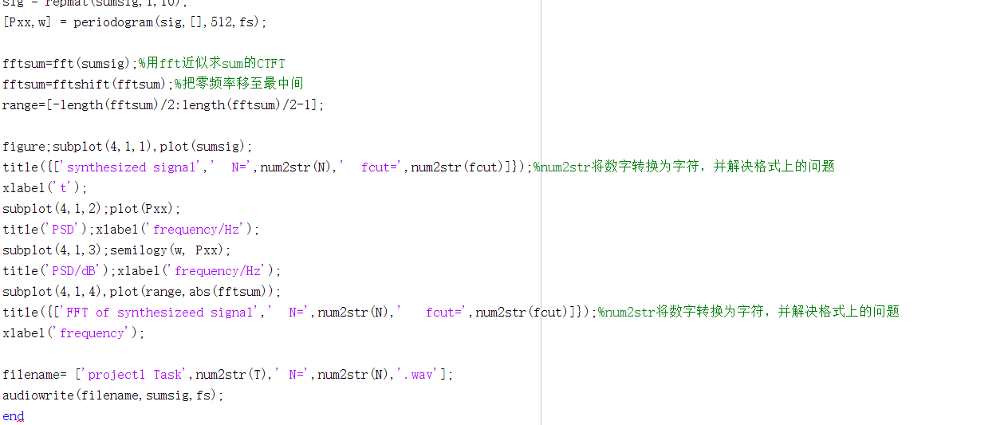 sig = repmat(sumsig,1,10);
[Pxx,w] = periodogram(sig,[],512,fs);
fftsum=fft(sumsig);%用fft近似求sum的CTFT
fftsum=fftshift(fftsum);%把零频率移至最中间
range=[-length(fftsum)/2:length(fftsum)/2-1];
figure;subplot(4,1,1),plot(sumsig);
title({['synthesized signal','  N=',num2str(N),'  fcut=',num2str(fcut)]});%num2str将数字转换为字符，并解决格式上的问题
xlabel('t');
subplot(4,1,2);plot(Pxx);
title('PSD');xlabel('frequency/Hz');
subplot(4,1,3);semilogy(w, Pxx);
title('PSD/dB');xlabel('frequency/Hz');
subplot(4,1,4),plot(range,abs(fftsum));
title({['FFT of synthesizeed signal','   N=',num2str(N),'    fcut=',num2str(fcut)]});%num2str将数字转换为字符，并解决格式上的问题
xlabel('frequency');
filename= ['project1 Task',num2str(T),' N=',num2str(N),'.wav'];
audiowrite(filename,sumsig,fs);
end